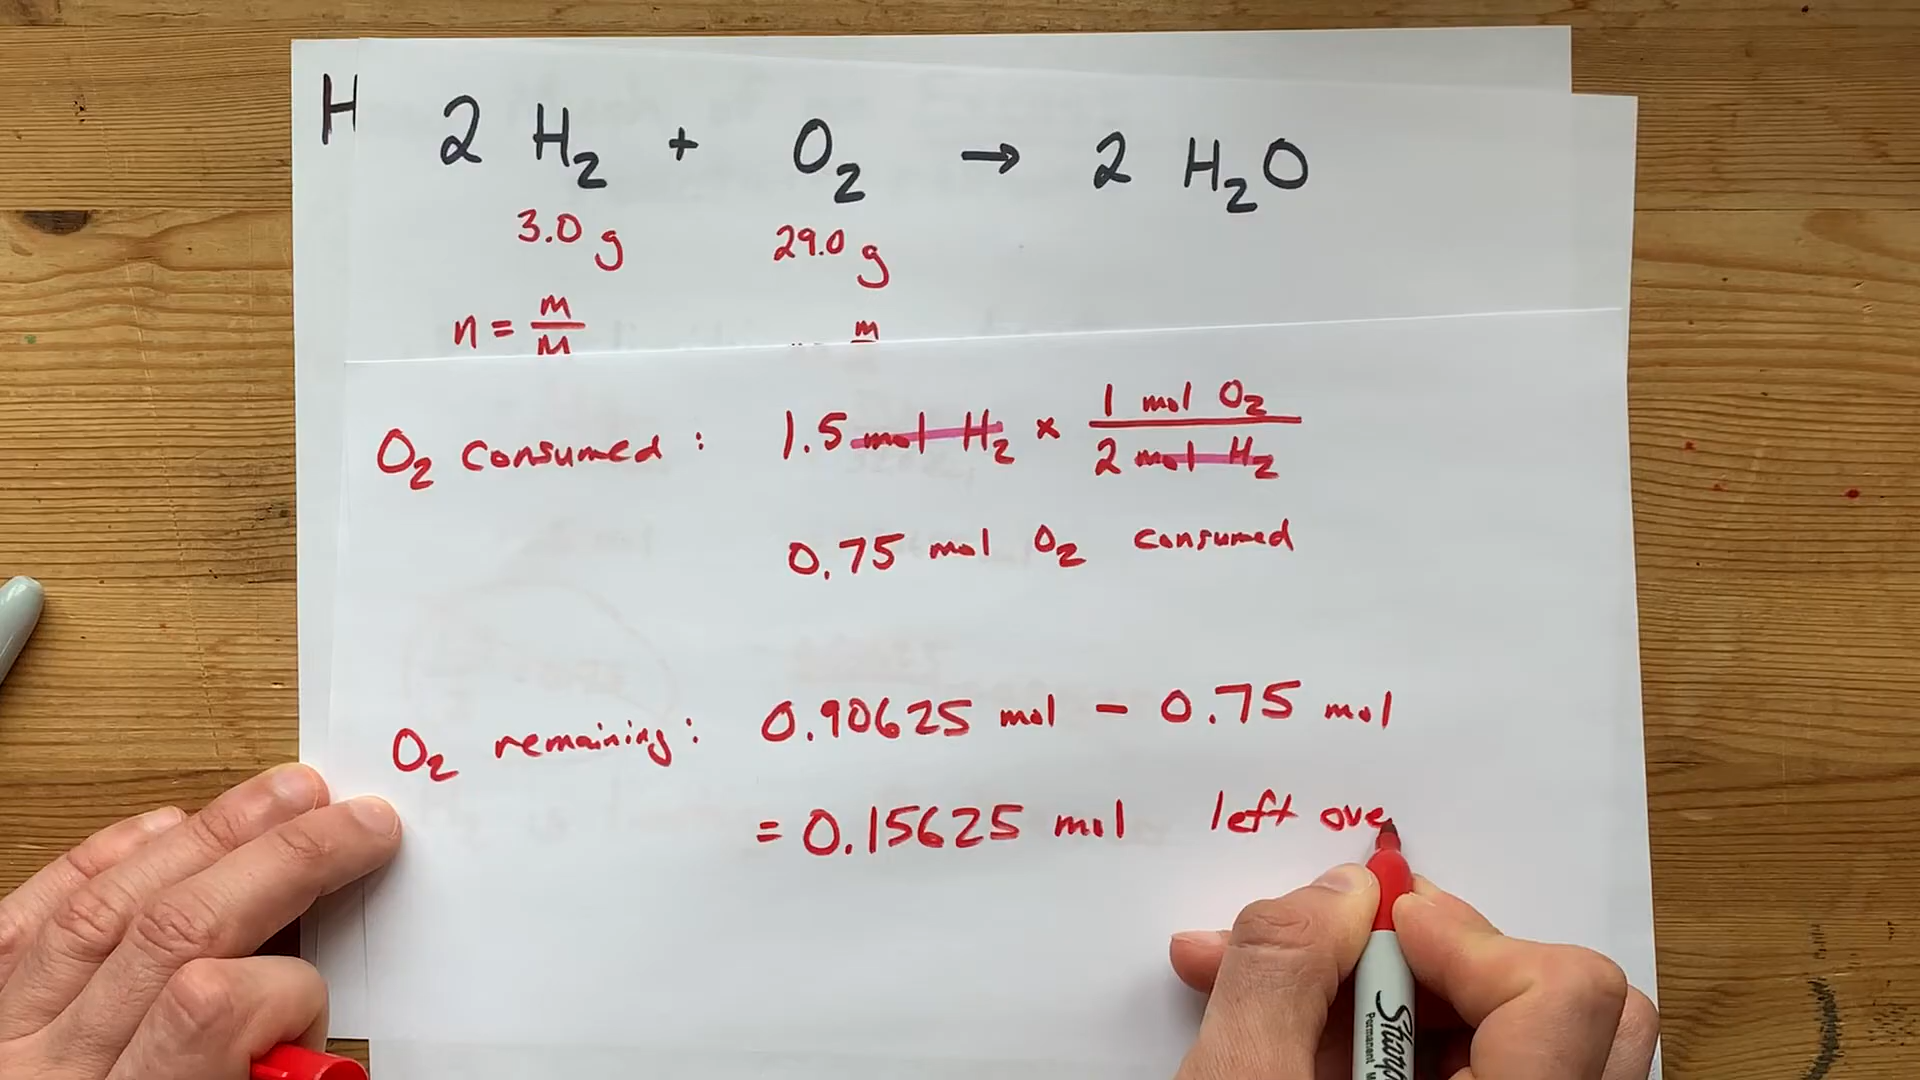 H
2 H₂ + O₂ → 2 H₂O
3.0 g 29.0 g
n = m/M m
O₂ consumed : 1.5 mol H₂ × 1 mol O₂ / 2 mol H₂
0.75 mol O₂ consumed
O₂ remaining : 0.90625 mol − 0.75 mol
= 0.15625 mol left ove
Sharp
Permanent